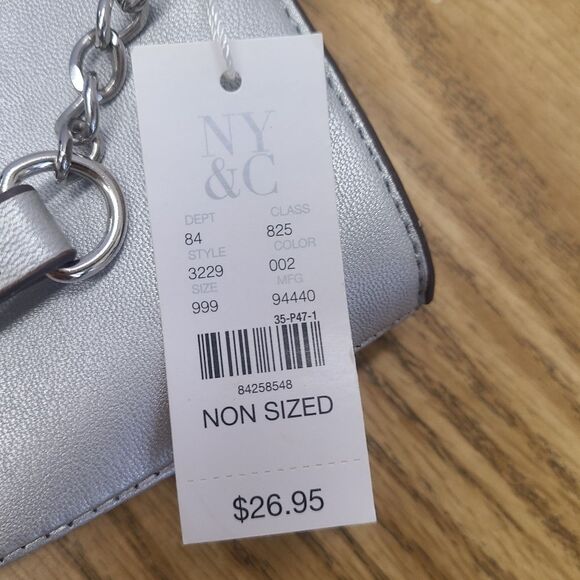 NY
&C
DEPT CLASS
84 825
STYLE COLOR
3229 002
SIZE MFG
999 94440
35-P47-1
84258548
NON SIZED
$26.95